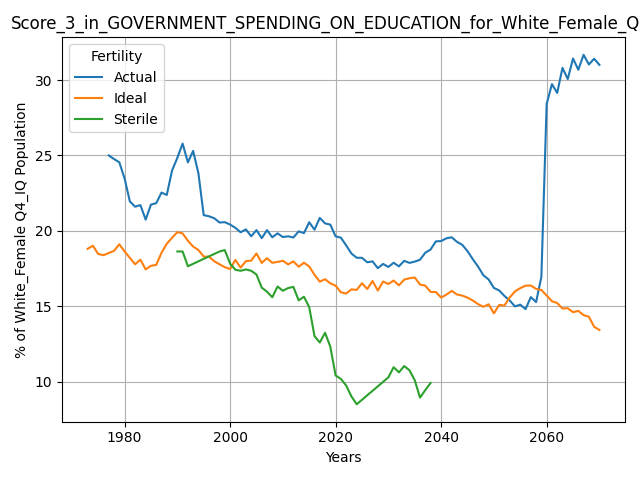 Score_3_in_GOVERNMENT_SPENDING_ON_EDUCATION_for_White_Female_Q
Fertility
Actual
Ideal
Sterile
% of White_Female Q4_IQ Population
30
25
20
15
10
1980 2000 2020 2040 2060
Years